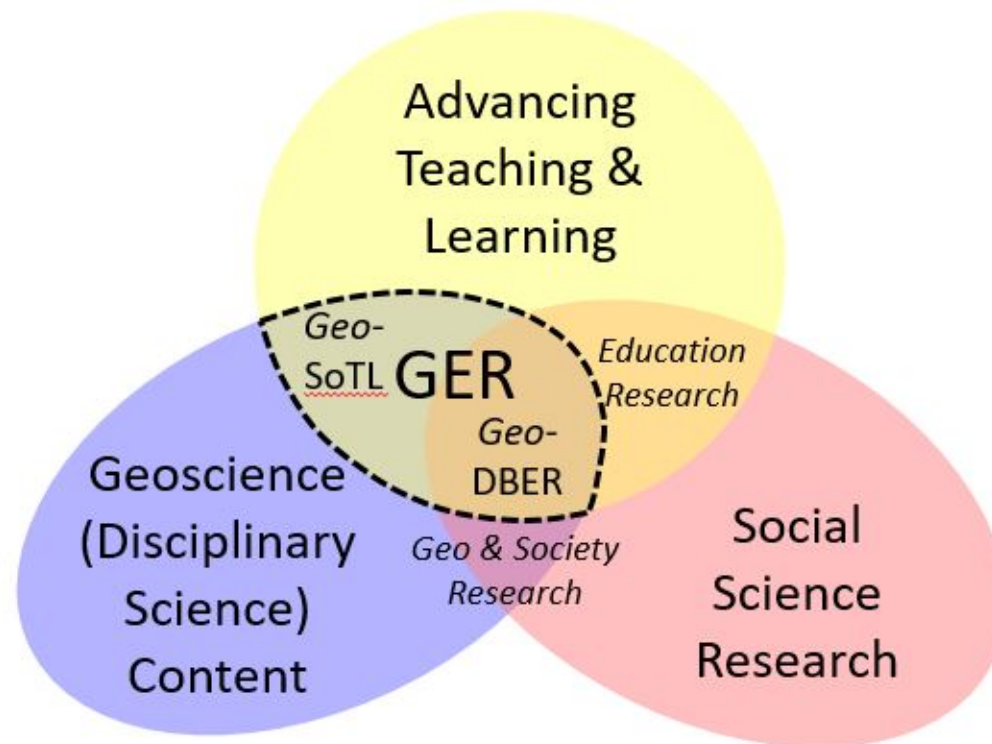 Advancing
Teaching &
Learning
Geo-
SoTL
GER
Geo-
DBER
Education
Research
Geoscience
(Disciplinary
Science)
Content
Geo & Society
Research
Social
Science
Research